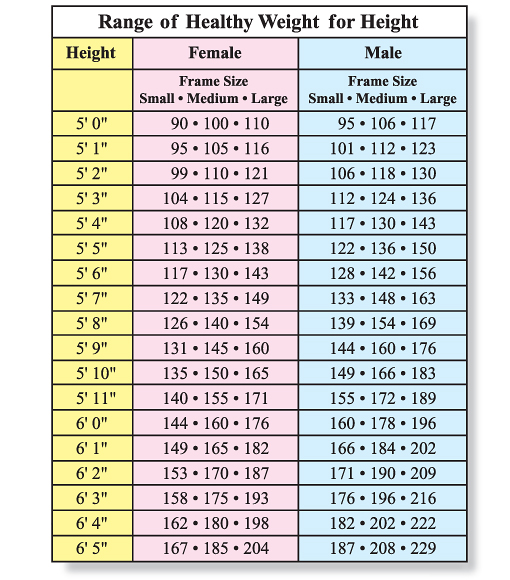 Range of Healthy Weight for Height
Height Female Male
Frame Size Frame Size
Small • Medium • Large Small • Medium • Large
5' 0" 90 • 100 • 110 95 • 106 • 117
5' 1" 95 • 105 • 116 101 • 112 • 123
5' 2" 99 • 110 • 121 106 • 118 • 130
5' 3" 104 • 115 • 127 112 • 124 • 136
5' 4" 108 • 120 • 132 117 • 130 • 143
5' 5" 113 • 125 • 138 122 • 136 • 150
5' 6" 117 • 130 • 143 128 • 142 • 156
5' 7" 122 • 135 • 149 133 • 148 • 163
5' 8" 126 • 140 • 154 139 • 154 • 169
5' 9" 131 • 145 • 160 144 • 160 • 176
5' 10" 135 • 150 • 165 149 • 166 • 183
5' 11" 140 • 155 • 171 155 • 172 • 189
6' 0" 144 • 160 • 176 160 • 178 • 196
6' 1" 149 • 165 • 182 166 • 184 • 202
6' 2" 153 • 170 • 187 171 • 190 • 209
6' 3" 158 • 175 • 193 176 • 196 • 216
6' 4" 162 • 180 • 198 182 • 202 • 222
6' 5" 167 • 185 • 204 187 • 208 • 229